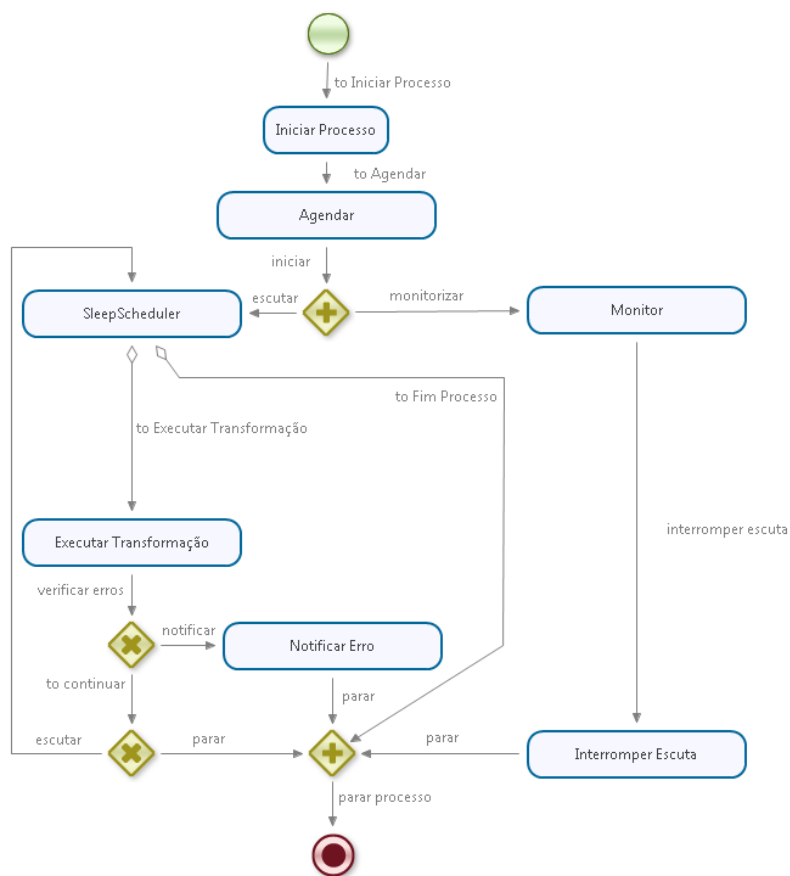 to Iniciar Processo
Iniciar Processo
to Agendar
Agendar
iniciar
escutar
monitorizar
SleepScheduler
Monitor
to Fim Processo
to Executar Transformação
interromper escuta
Executar Transformação
verificar erros
notificar
Notificar Erro
to continuar
parar
escutar
parar
parar
Interromper Escuta
parar processo